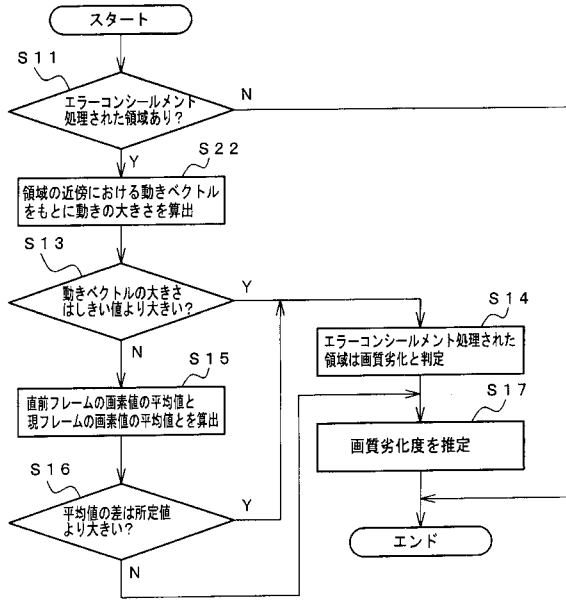 スタート
S11
エラーコンシールメント
処理された領域あり？
N
Y
S22
領域の近傍における動きベクトル
をもとに動きの大きさを算出
S13
動きベクトルの大きさ
はしきい値より大きい？
Y
N
S14
エラーコンシールメント処理された
領域は画質劣化と判定
S15
直前フレームの画素値の平均値と
現フレームの画素値の平均値とを算出
S17
画質劣化度を推定
S16
平均値の差は所定値
より大きい？
Y
N
エンド